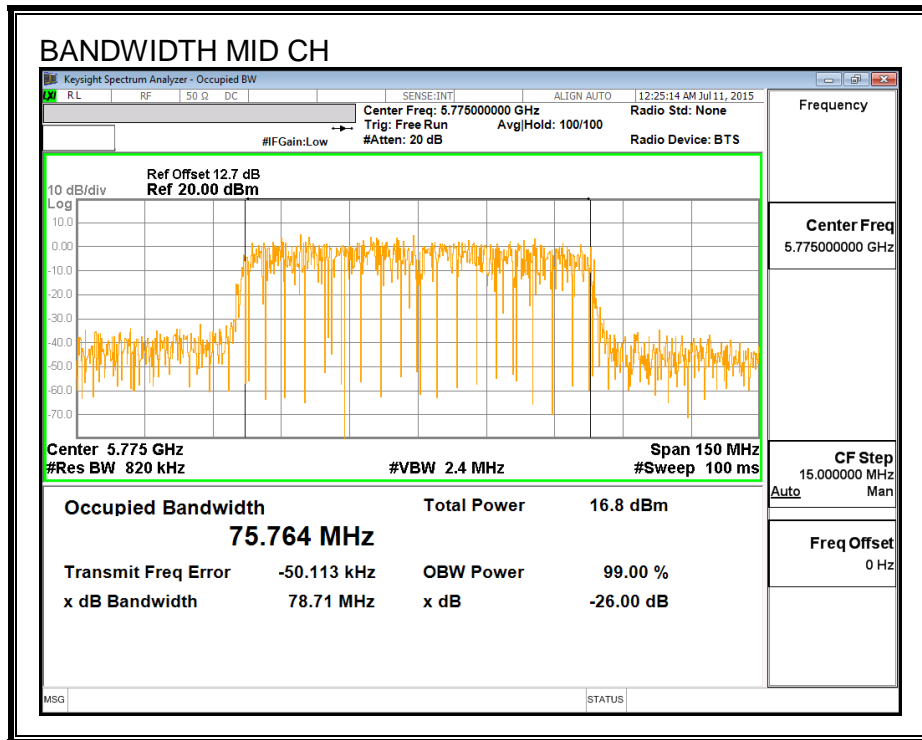 BANDWIDTH MID CH
Keysight Spectrum Analyzer - Occupied BW
LXI RL RF 50 Ω DC SENSE:INT ALIGN AUTO 12:25:14 AM Jul 11, 2015
Center Freq: 5.775000000 GHz Radio Std: None
Trig: Free Run Avg|Hold: 100/100
#IFGain:Low #Atten: 20 dB Radio Device: BTS
Ref Offset 12.7 dB
10 dB/div Ref 20.00 dBm
Log
10.0
0.00
-10.0
-20.0
-30.0
-40.0
-50.0
-60.0
-70.0
Center 5.775 GHz Span 150 MHz
#Res BW 820 kHz #VBW 2.4 MHz #Sweep 100 ms
Occupied Bandwidth Total Power 16.8 dBm
75.764 MHz
Transmit Freq Error -50.113 kHz OBW Power 99.00 %
x dB Bandwidth 78.71 MHz x dB -26.00 dB
MSG STATUS
Frequency
Center Freq
5.775000000 GHz
CF Step
15.000000 MHz
Auto Man
Freq Offset
0 Hz